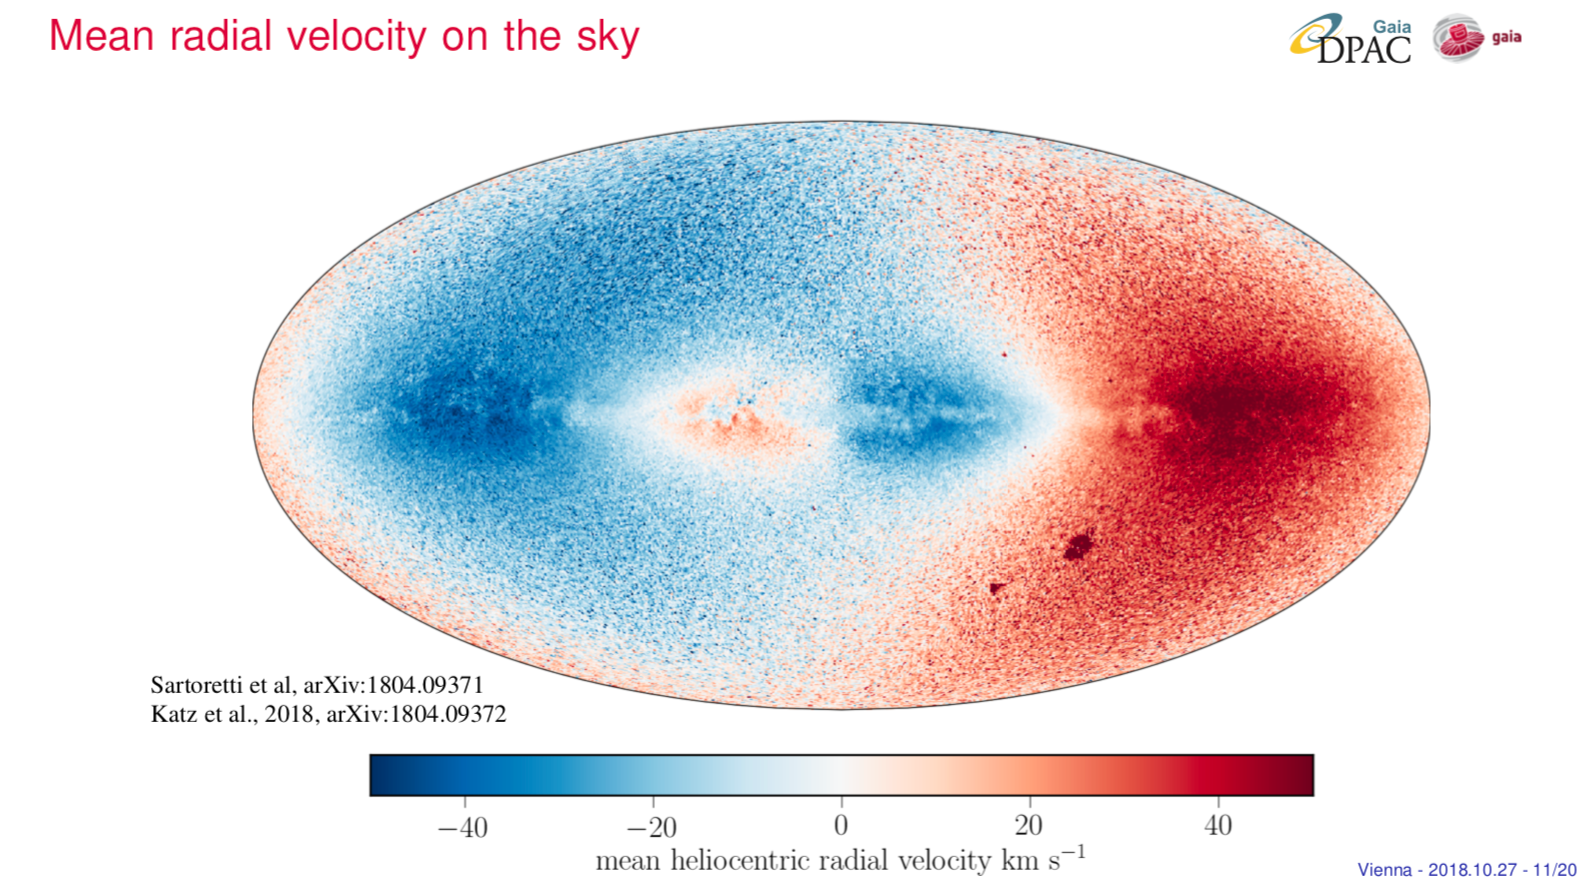 Mean radial velocity on the sky
Gaia
DPAC
gaia
Sartoretti et al, arXiv:1804.09371
Katz et al., 2018, arXiv:1804.09372
−40 −20 0 20 40
mean heliocentric radial velocity km s⁻¹
Vienna - 2018.10.27 - 11/20